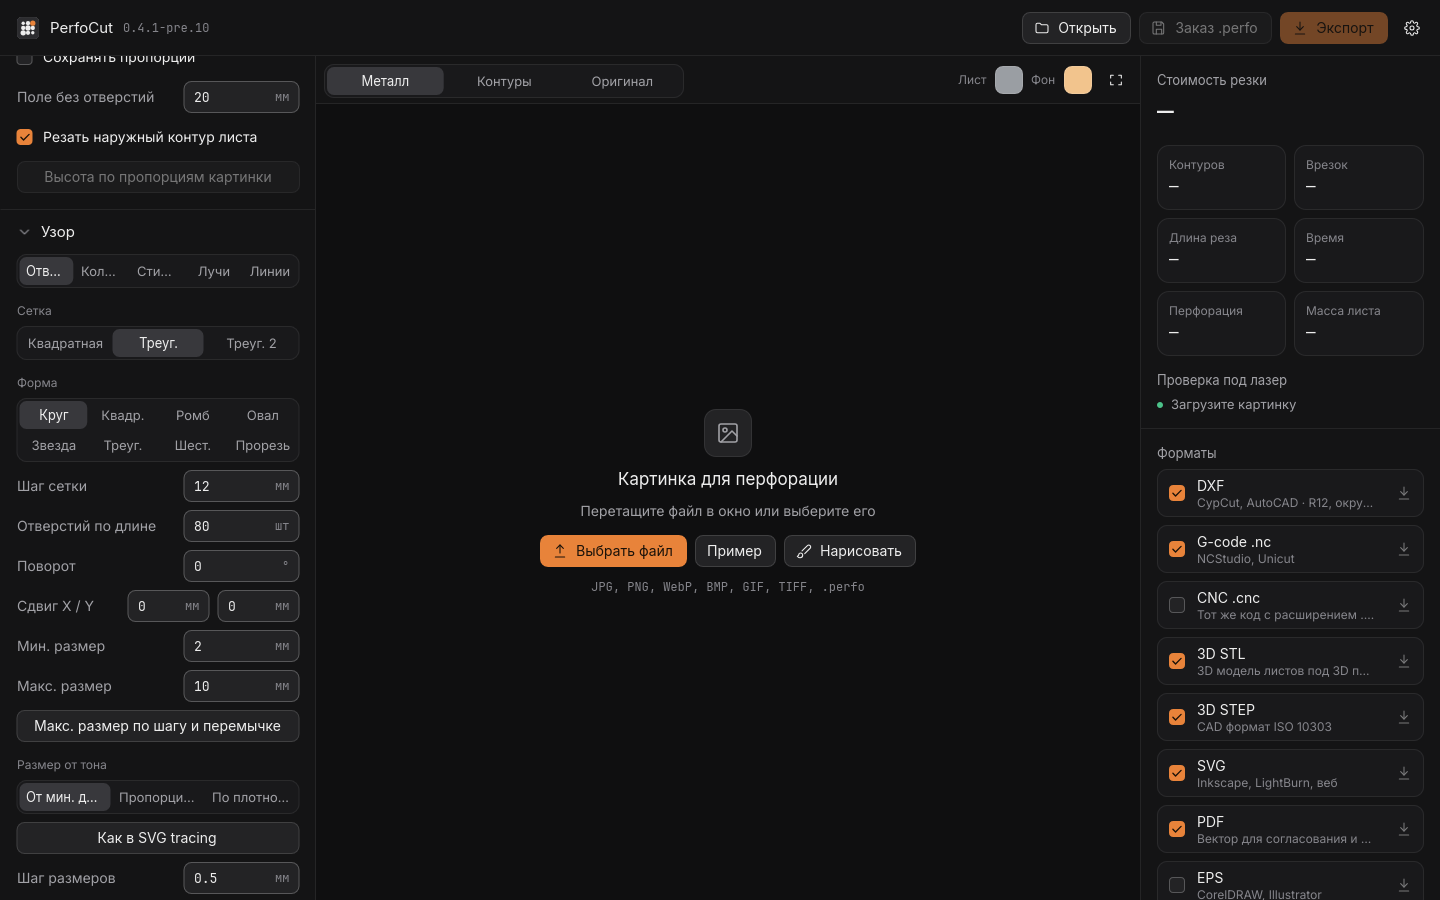 PerfoCut 0.4.1-pre.10
Открыть
Заказ .perfo
Экспорт
Сохранять пропорции
Поле без отверстий 20 мм
Резать наружный контур листа
Высота по пропорциям картинки
Узор
Отв... Кол... Сти... Лучи Линии
Сетка
Квадратная Треуг. Треуг. 2
Форма
Круг Квадр. Ромб Овал
Звезда Треуг. Шест. Прорезь
Шаг сетки 12 мм
Отверстий по длине 80 шт
Поворот 0 °
Сдвиг X / Y 0 мм 0 мм
Мин. размер 2 мм
Макс. размер 10 мм
Макс. размер по шагу и перемычке
Размер от тона
От мин. д... Пропорци... По плотно...
Как в SVG tracing
Шаг размеров 0.5 мм
Металл Контуры Оригинал
Лист Фон
Картинка для перфорации
Перетащите файл в окно или выберите его
Выбрать файл Пример Нарисовать
JPG, PNG, WebP, BMP, GIF, TIFF, .perfo
Стоимость резки
—
Контуров
—
Врезок
—
Длина реза
—
Время
—
Перфорация
—
Масса листа
—
Проверка под лазер
Загрузите картинку
Форматы
DXF
CypCut, AutoCAD · R12, окру...
G-code .nc
NCStudio, Unicut
CNC .cnc
Тот же код с расширением ....
3D STL
3D модель листов под 3D п...
3D STEP
CAD формат ISO 10303
SVG
Inkscape, LightBurn, веб
PDF
Вектор для согласования и ...
EPS
CorelDRAW, Illustrator